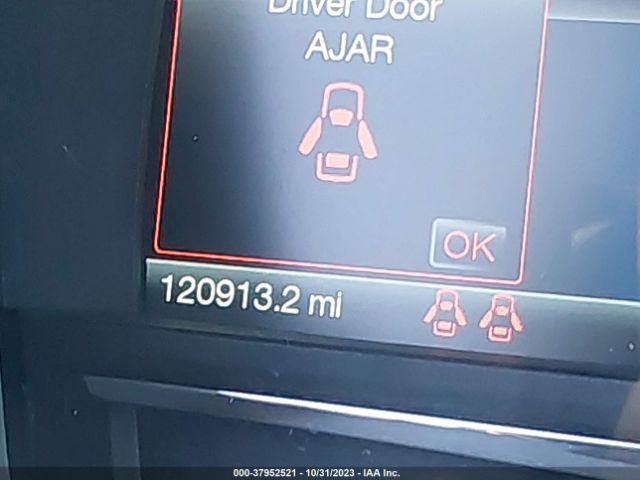 Driver Door
AJAR
OK
120913.2 mi
000-37952521 - 10/31/2023 - IAA Inc.